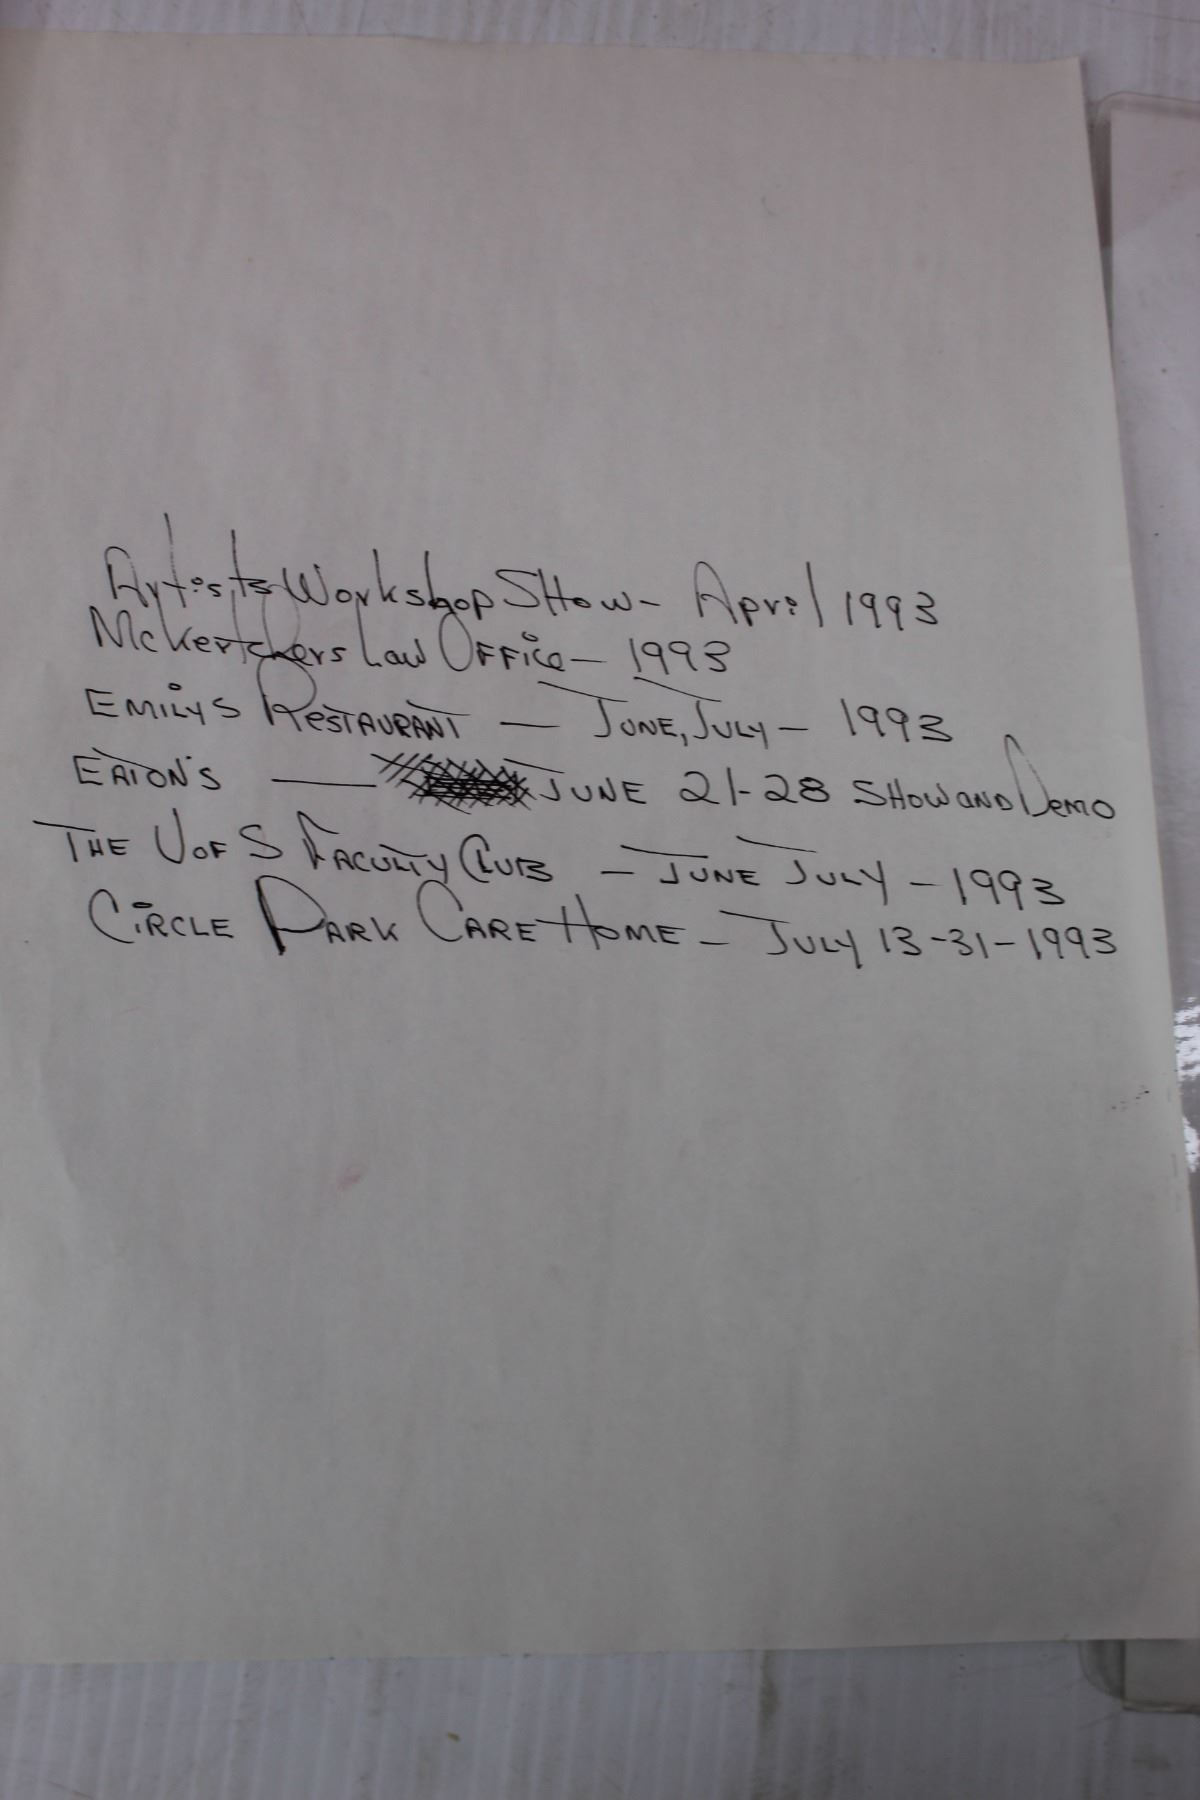 Artists Workshop SHow - April 1993
McKertchers Law OFFice - 1993
EMiLYS RESTAURANT — JUNE, JULY - 1993
EATON'S — JUNE 21-28 SHOW AND DEMO
THE U OF S FACULTY CLUB - JUNE JULY - 1993
CiRCLE PARK CARE HOME - JULY 13-31-1993